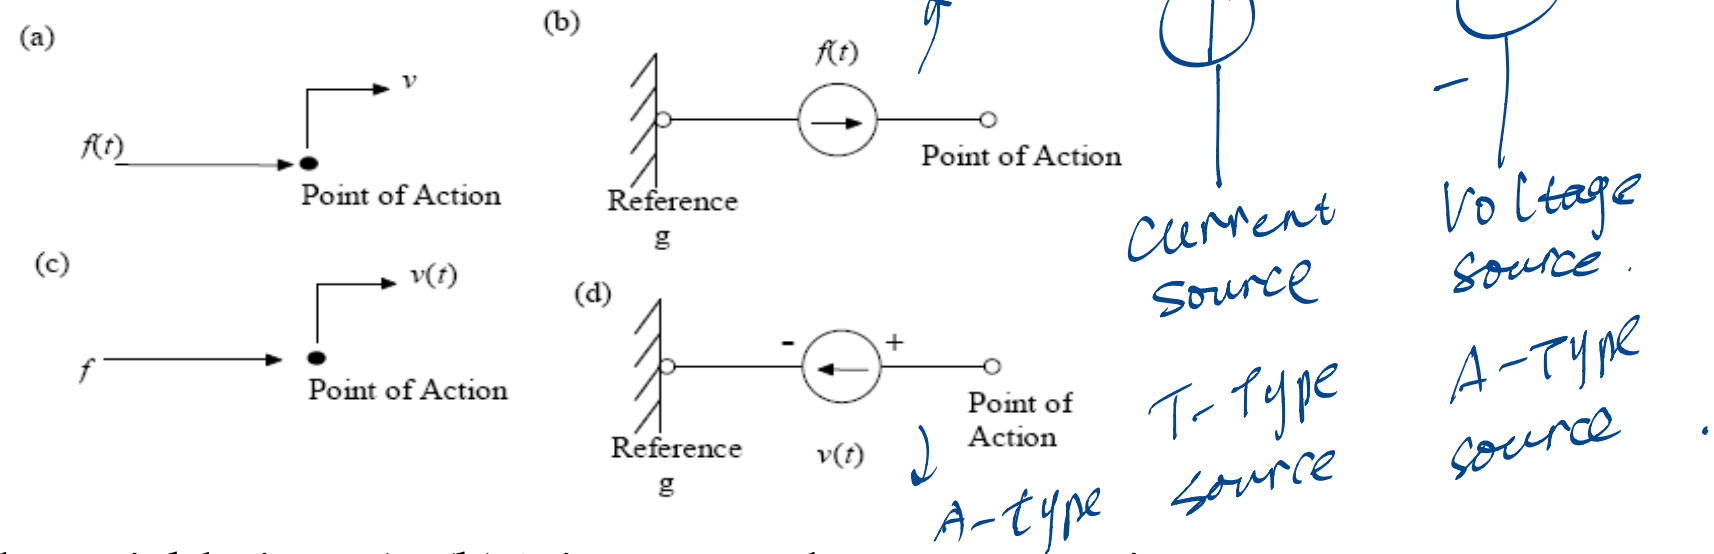 (a)
v
f(t)
Point of Action
(b)
f(t)
Point of Action
Reference
g
(c)
v(t)
f
Point of Action
(d)
- +
Point of
Action
Reference
v(t)
g
A-type
Current
source
T-Type
source
-
Voltage
source.
A-Type
source